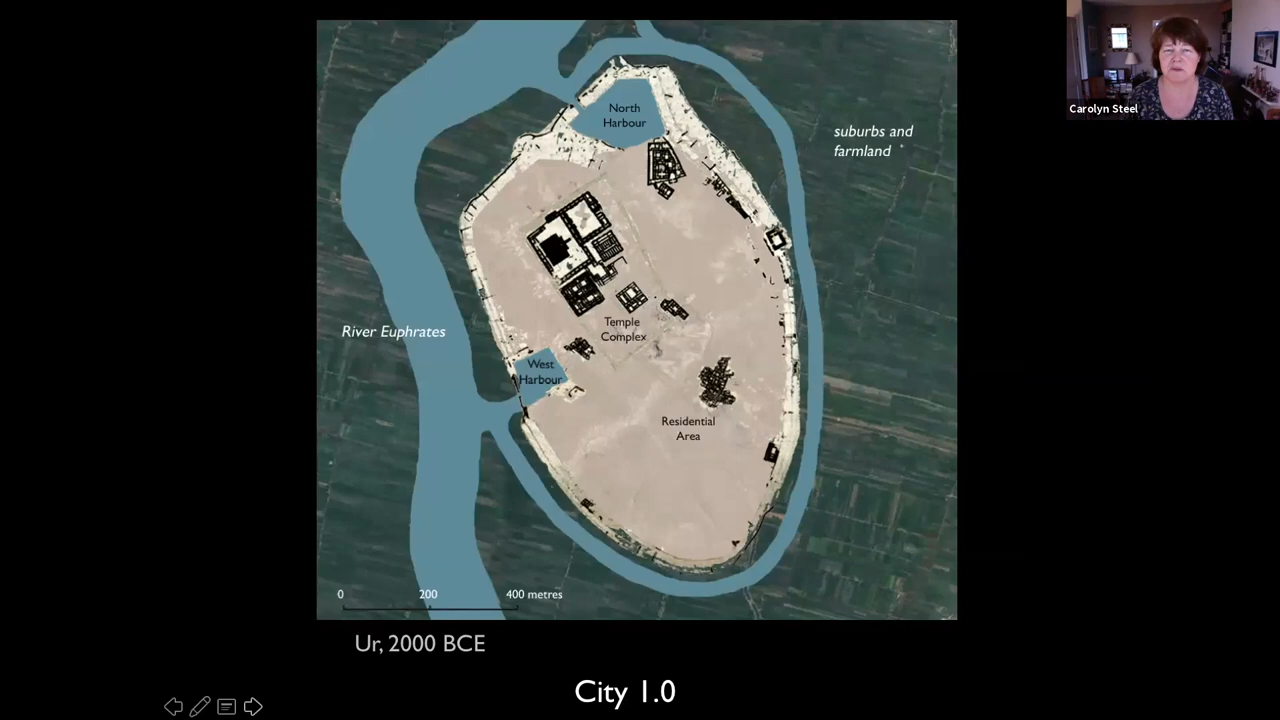 North
Harbour
Carolyn Steel
suburbs and
farmland
River Euphrates
Temple
Complex
West
Harbour
Residential
Area
0 200 400 metres
Ur, 2000 BCE
City 1.0